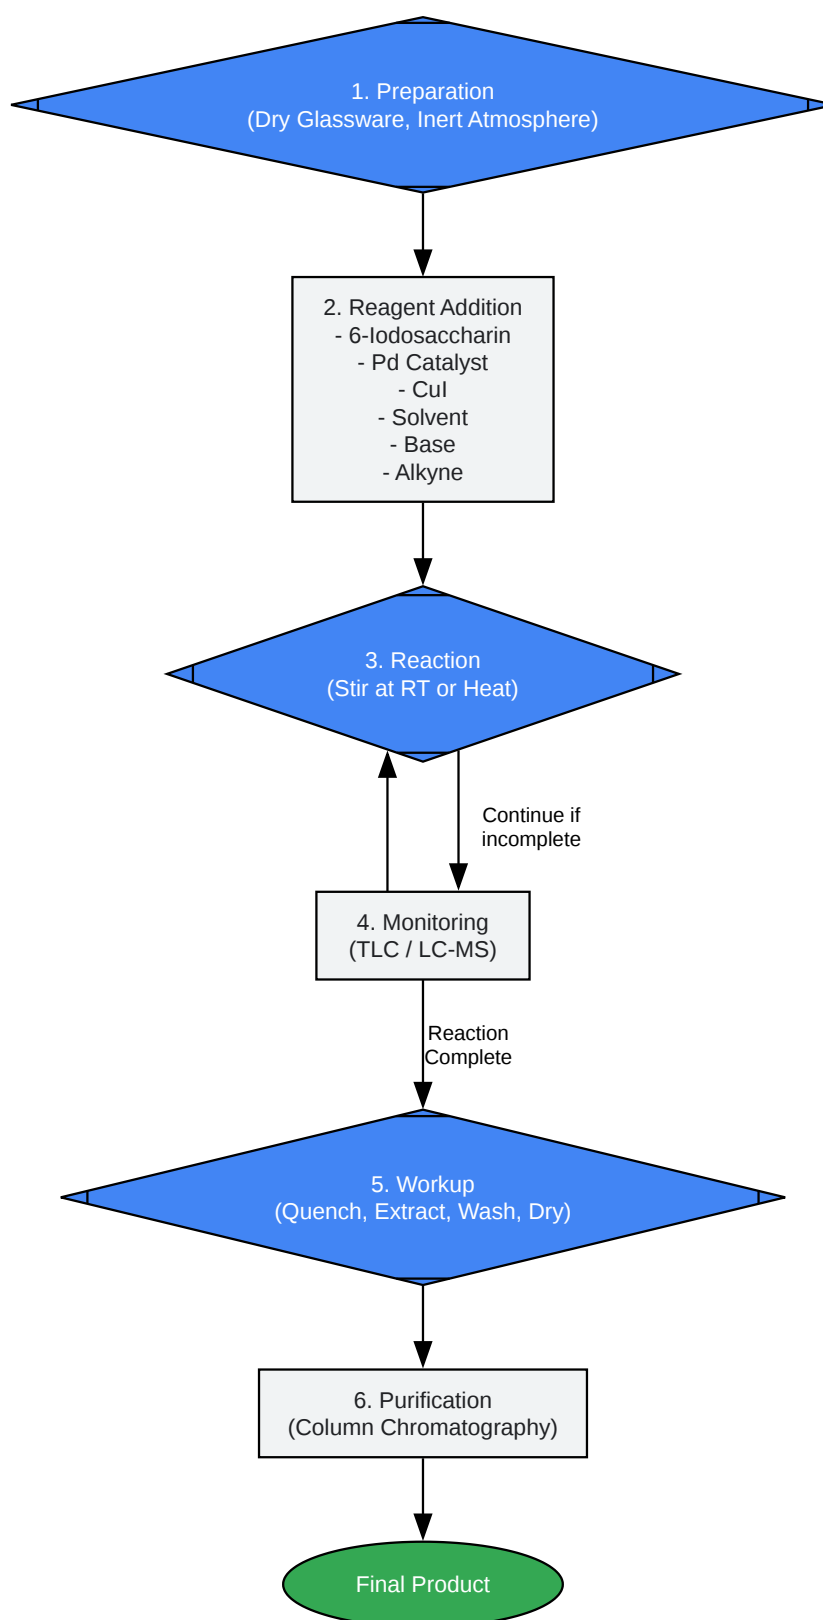 1. Preparation
(Dry Glassware, Inert Atmosphere)
2. Reagent Addition
- 6-Iodosaccharin
- Pd Catalyst
- CuI
- Solvent
- Base
- Alkyne
3. Reaction
(Stir at RT or Heat)
Continue if
incomplete
4. Monitoring
(TLC / LC-MS)
Reaction
Complete
5. Workup
(Quench, Extract, Wash, Dry)
6. Purification
(Column Chromatography)
Final Product